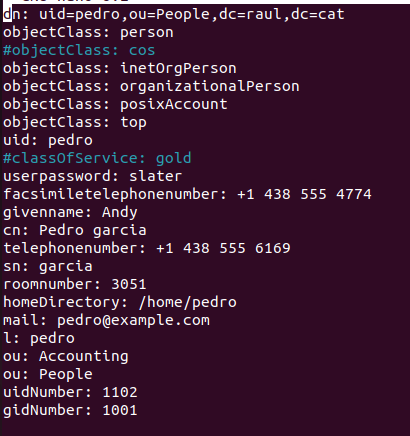 dn: uid=pedro,ou=People,dc=raul,dc=cat
objectClass: person
#objectClass: cos
objectClass: inetOrgPerson
objectClass: organizationalPerson
objectClass: posixAccount
objectClass: top
uid: pedro
#classOfService: gold
userpassword: slater
facsimiletelephonenumber: +1 438 555 4774
givenname: Andy
cn: Pedro garcia
telephonenumber: +1 438 555 6169
sn: garcia
roomnumber: 3051
homeDirectory: /home/pedro
mail: pedro@example.com
l: pedro
ou: Accounting
ou: People
uidNumber: 1102
gidNumber: 1001